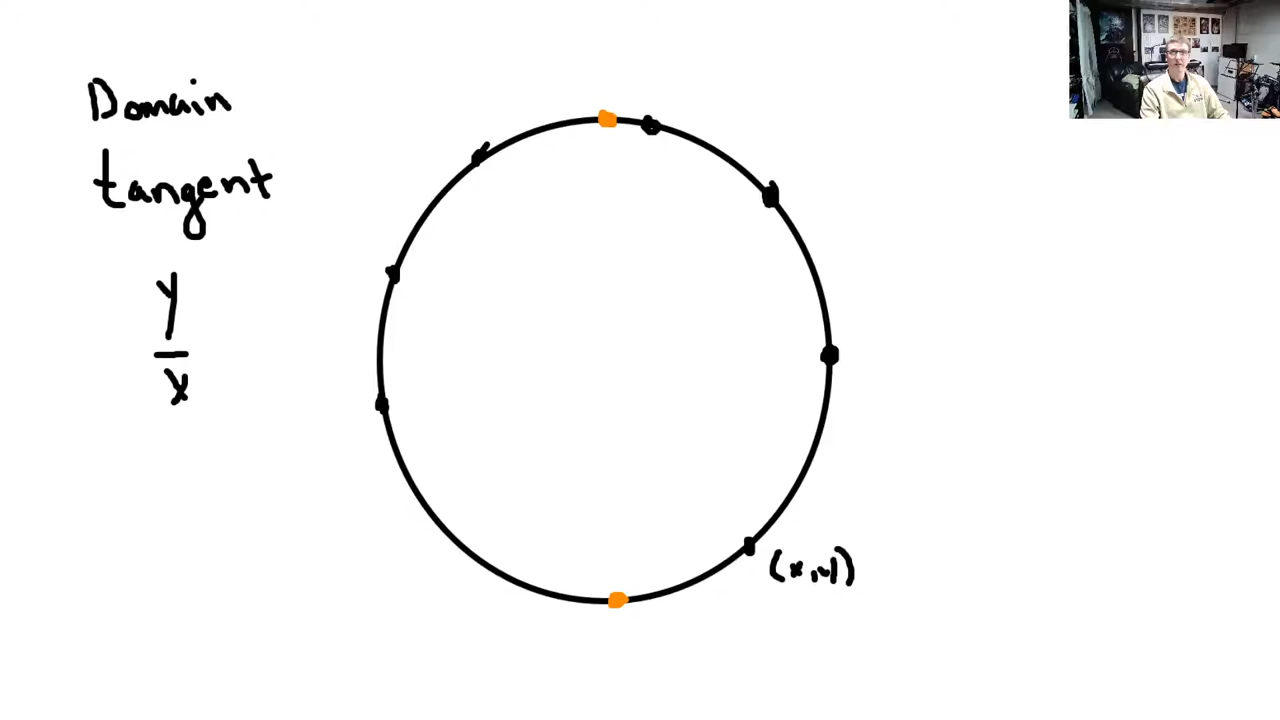 Domain
tangent
y
x
(x,y)